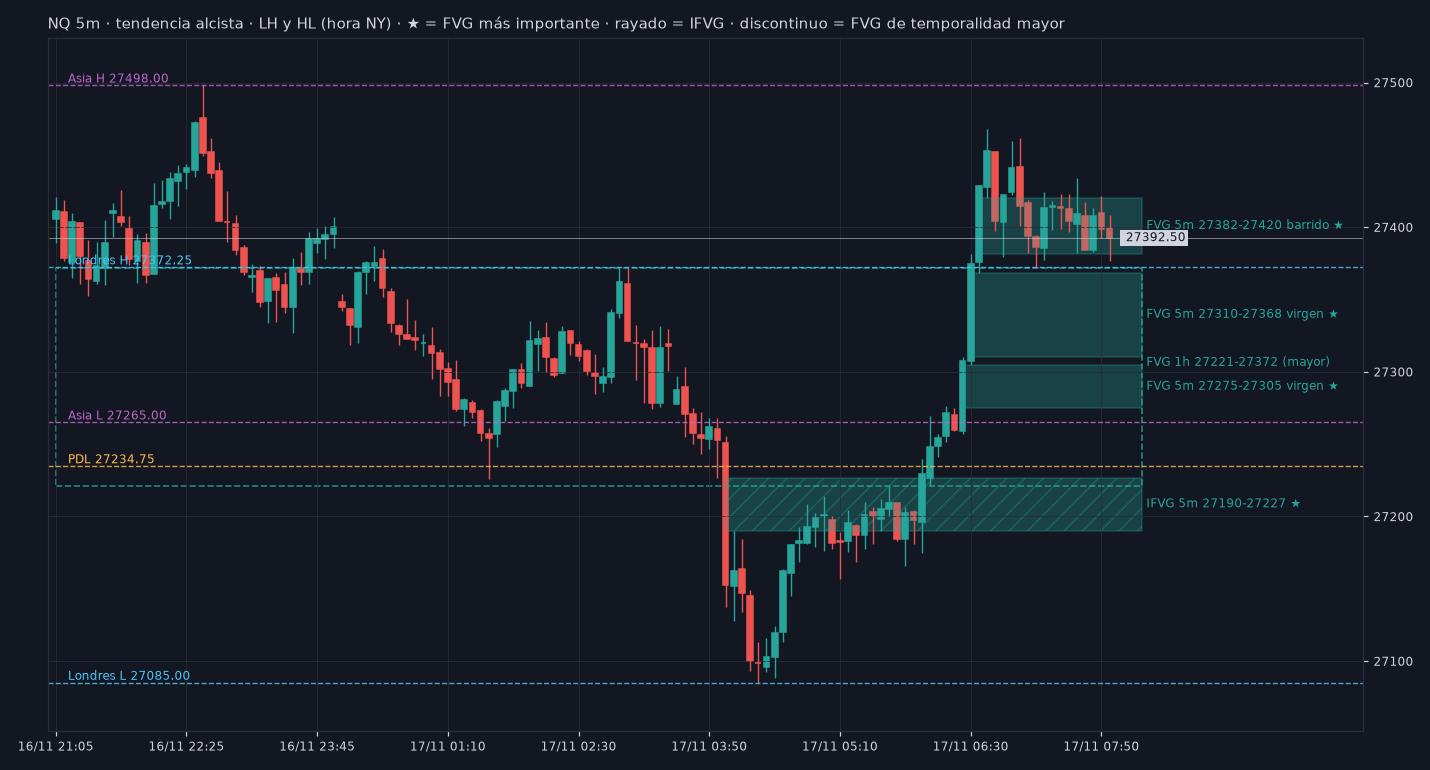 NQ 5m · tendencia alcista · LH y HL (hora NY) · ★ = FVG más importante · rayado = IFVG · discontinuo = FVG de temporalidad mayor
Asia H 27498.00
27500
FVG 5m 27382-27420 barrido ★
27400
27392.50
Londres H 27372.25
FVG 5m 27310-27368 virgen ★
FVG 1h 27221-27372 (mayor)
27300
FVG 5m 27275-27305 virgen ★
Asia L 27265.00
PDL 27234.75
IFVG 5m 27190-27227 ★
27200
27100
Londres L 27085.00
16/11 21:05 16/11 22:25 16/11 23:45 17/11 01:10 17/11 02:30 17/11 03:50 17/11 05:10 17/11 06:30 17/11 07:50